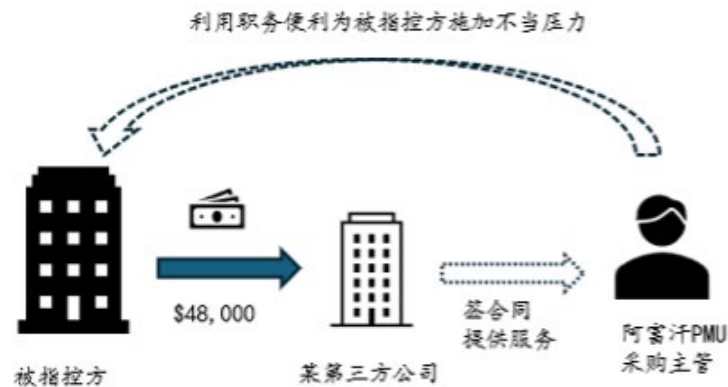 利用职务便利为被指控方施加不当压力
$48,000
签合同
提供服务
被指控方
某第三方公司
阿富汗PMU
采购主管